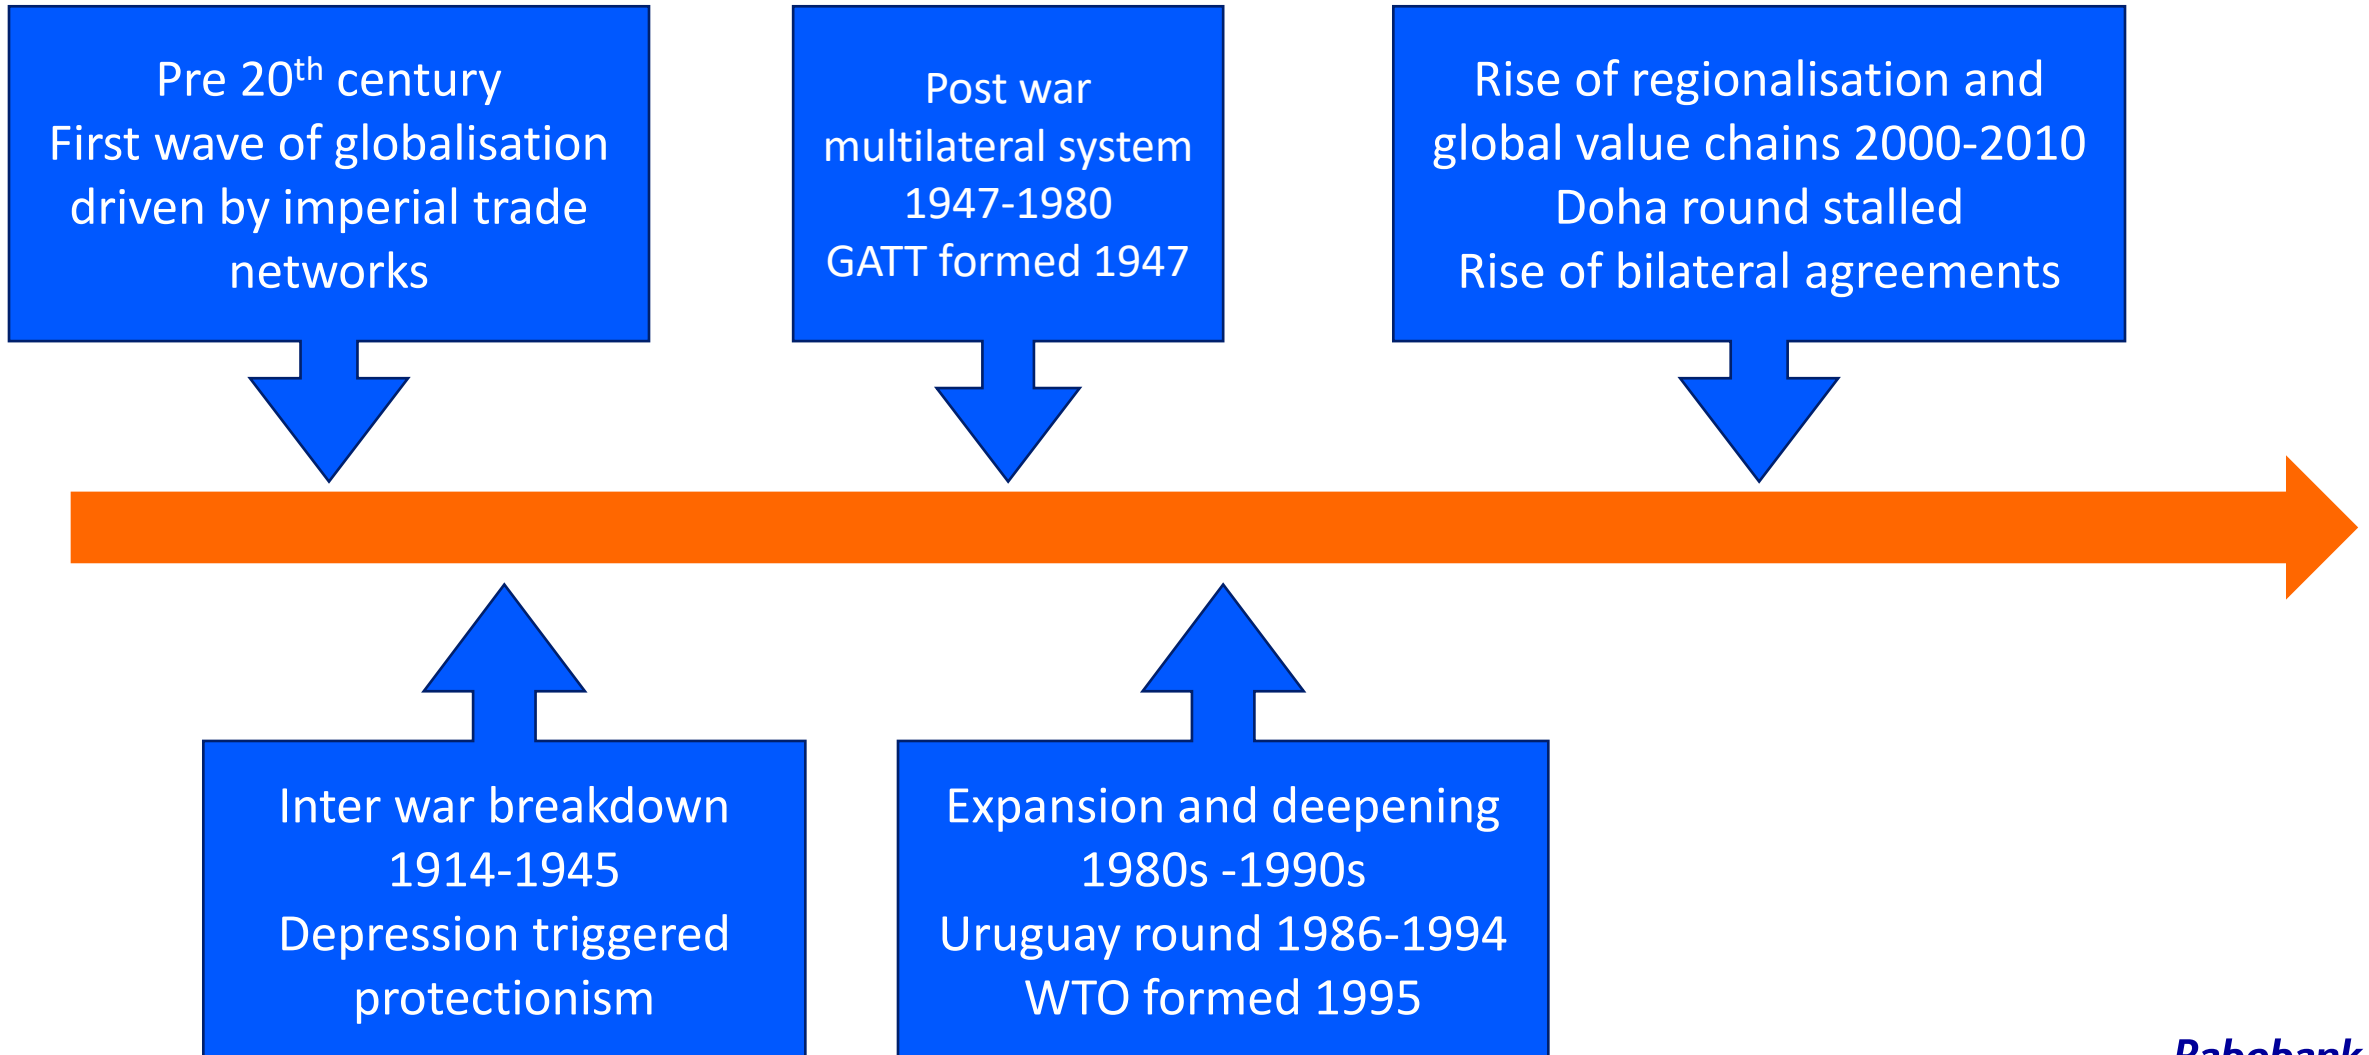 Pre 20th century
First wave of globalisation
driven by imperial trade
networks
Post war
multilateral system
1947-1980
GATT formed 1947
Rise of regionalisation and
global value chains 2000-2010
Doha round stalled
Rise of bilateral agreements
Inter war breakdown
1914-1945
Depression triggered
protectionism
Expansion and deepening
1980s -1990s
Uruguay round 1986-1994
WTO formed 1995
Rabobank